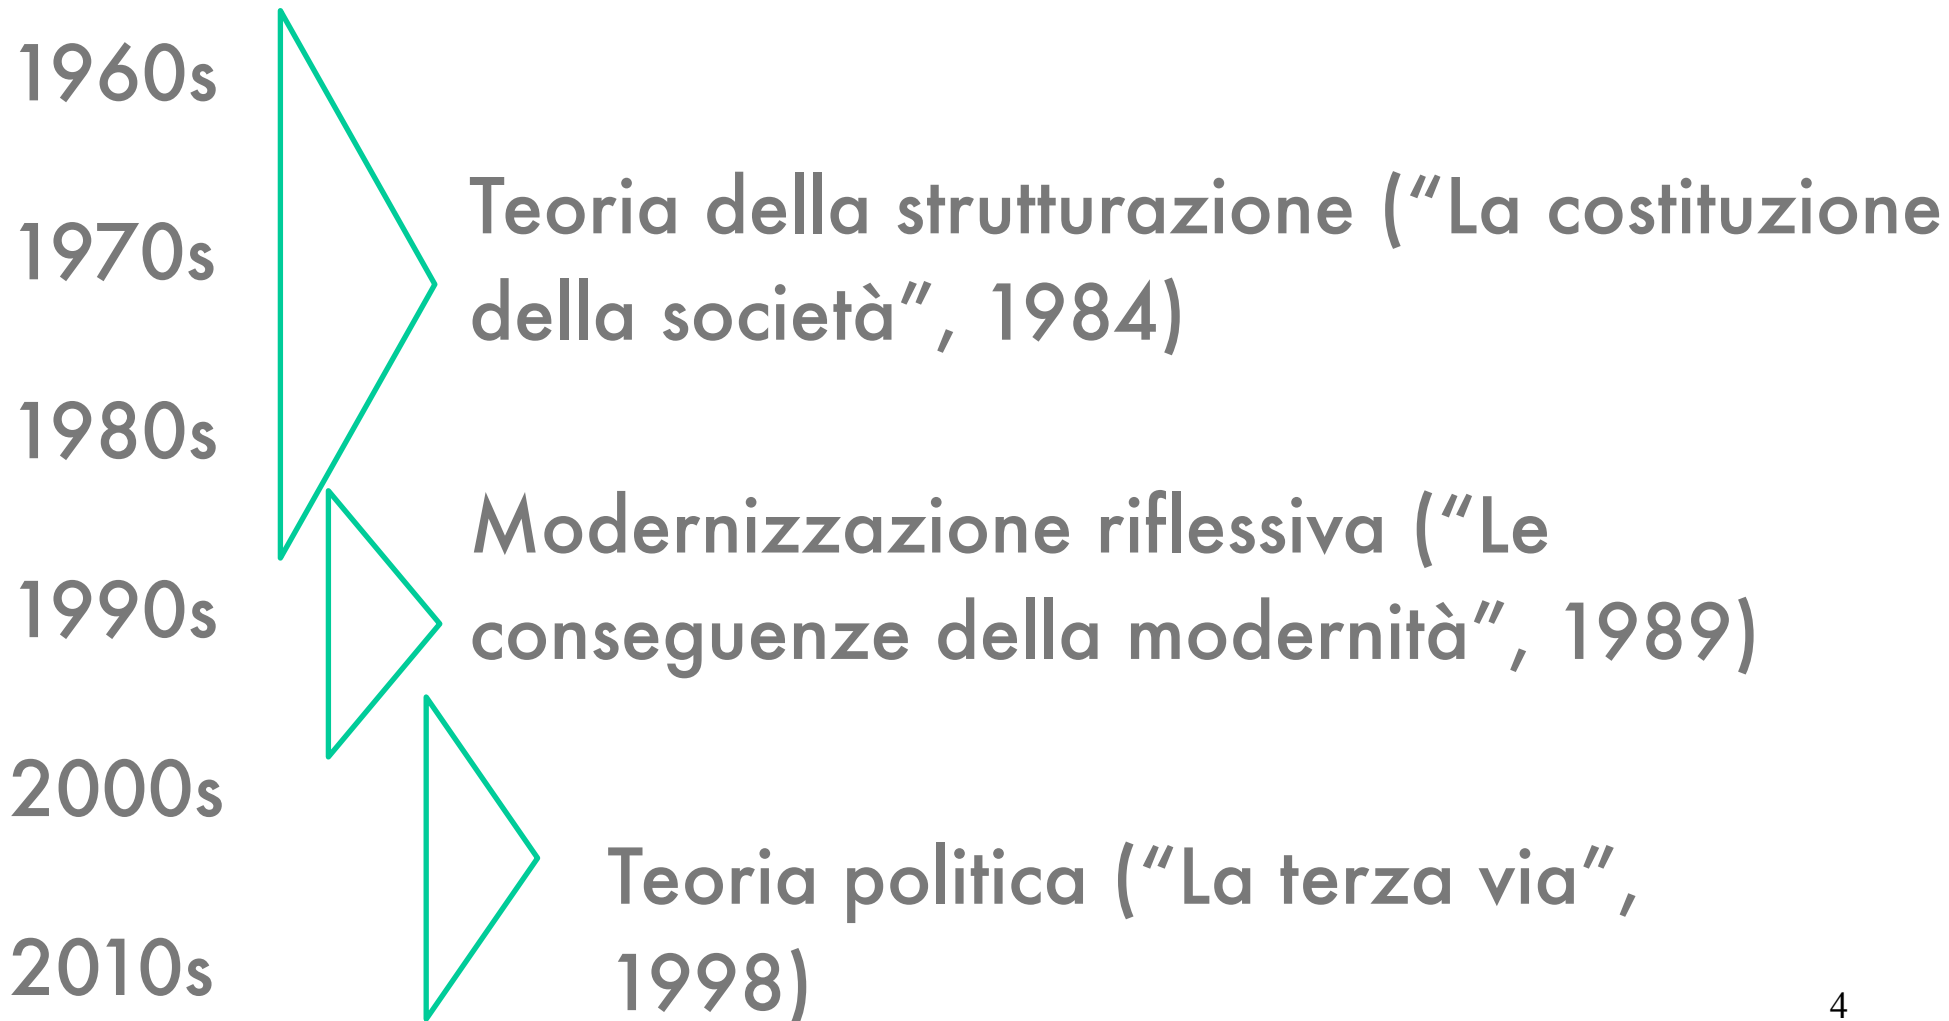 1960s
1970s
1980s
1990s
2000s
2010s
Teoria della strutturazione (“La costituzione
della società”, 1984)
Modernizzazione riflessiva (“Le
conseguenze della modernità”, 1989)
Teoria politica (“La terza via”,
1998)
4